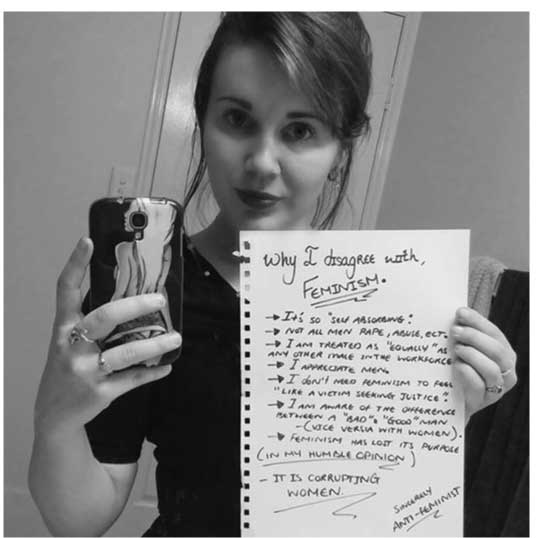 Why I disagree with,
FEMINISM.
→ It's SO "SELF ABSORBING".
→ NOT ALL MEN RAPE, ABUSE, ECT.
→ I AM TREATED AS "EQUALLY" AS
ANY OTHER MALE IN THE WORKFORCE
→ I APPRECIATE MEN.
→ I DON'T NEED FEMINISM TO FEEL
"LIKE A VICTIM SEEKING JUSTICE".
→ I AM AWARE OF THE DIFFERENCE
BETWEEN A "BAD" & "GOOD" MAN
-(VICE VERSIA WITH WOMEN).
→ FEMINISM HAS LOST ITS PURPOSE
(IN MY HUMBLE OPINION)
- IT IS CORRUPTING
WOMEN.
SINCERELY
ANTI-FEMINIST